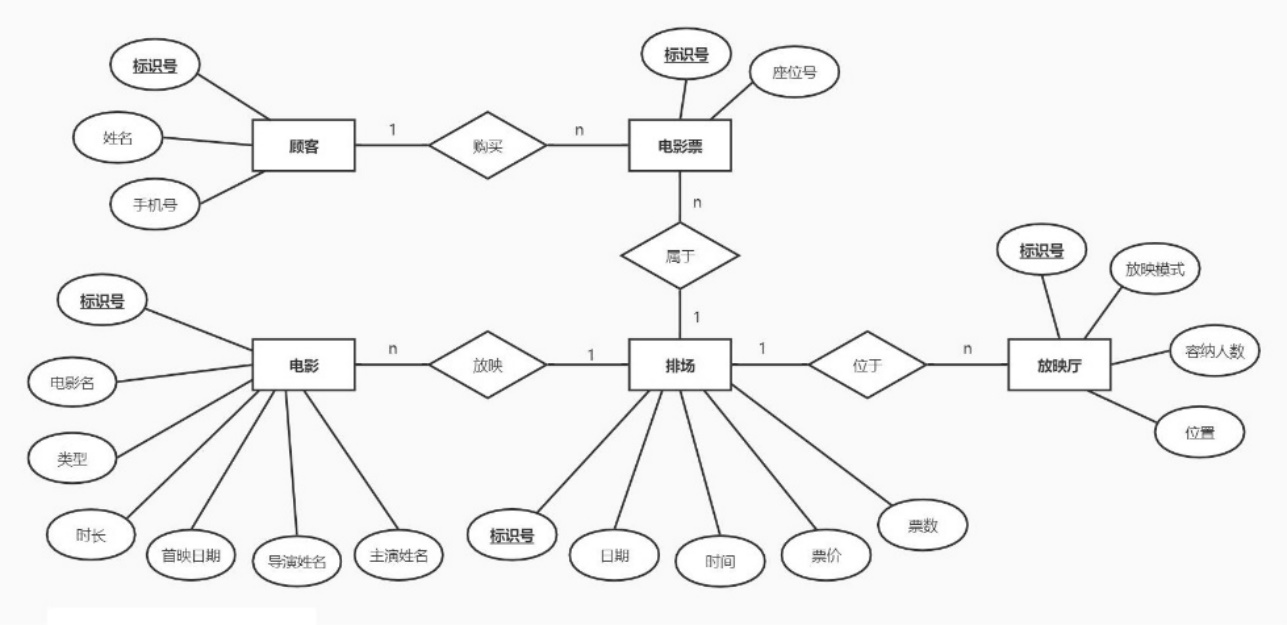 标识号
标识号
座位号
姓名
顾客
1
购买
n
电影票
手机号
n
属于
标识号
放映模式
标识号
1
电影名
电影
n
放映
1
排场
1
位于
n
放映厅
容纳人数
位置
类型
时长
首映日期
导演姓名
主演姓名
标识号
日期
时间
票价
票数